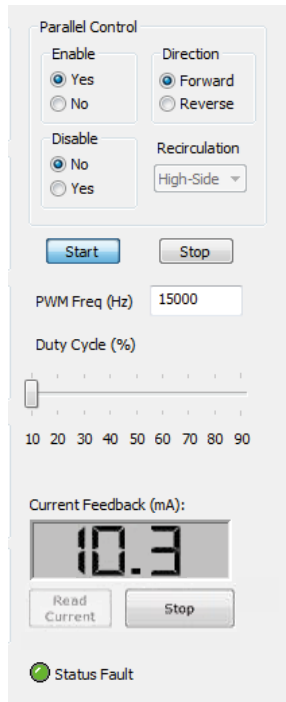 Parallel Control
Enable
Yes
No
Direction
Forward
Reverse
Disable
No
Yes
Recirculation
High-Side
Start Stop
PWM Freq (Hz) 15000
Duty Cycle (%)
10 20 30 40 50 60 70 80 90
Current Feedback (mA):
10.3
Read
Current
Stop
Status Fault